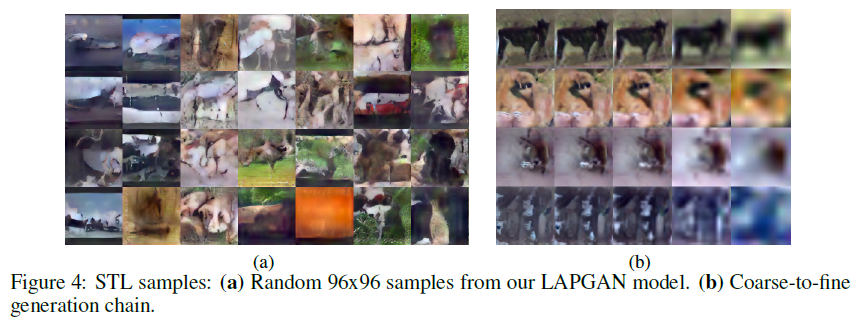 (a)
(b)
Figure 4: STL samples: (a) Random 96x96 samples from our LAPGAN model. (b) Coarse-to-fine
generation chain.